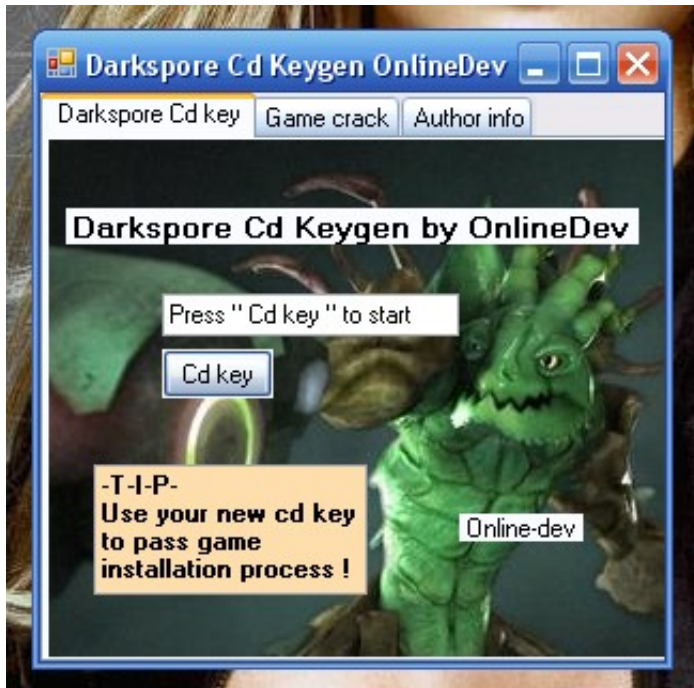 Darkspore Cd Keygen OnlineDev
Darkspore Cd key Game crack Author info
Darkspore Cd Keygen by OnlineDev
Press " Cd key " to start
Cd key
-T-I-P-
Use your new cd key
to pass game
installation process !
Online-dev